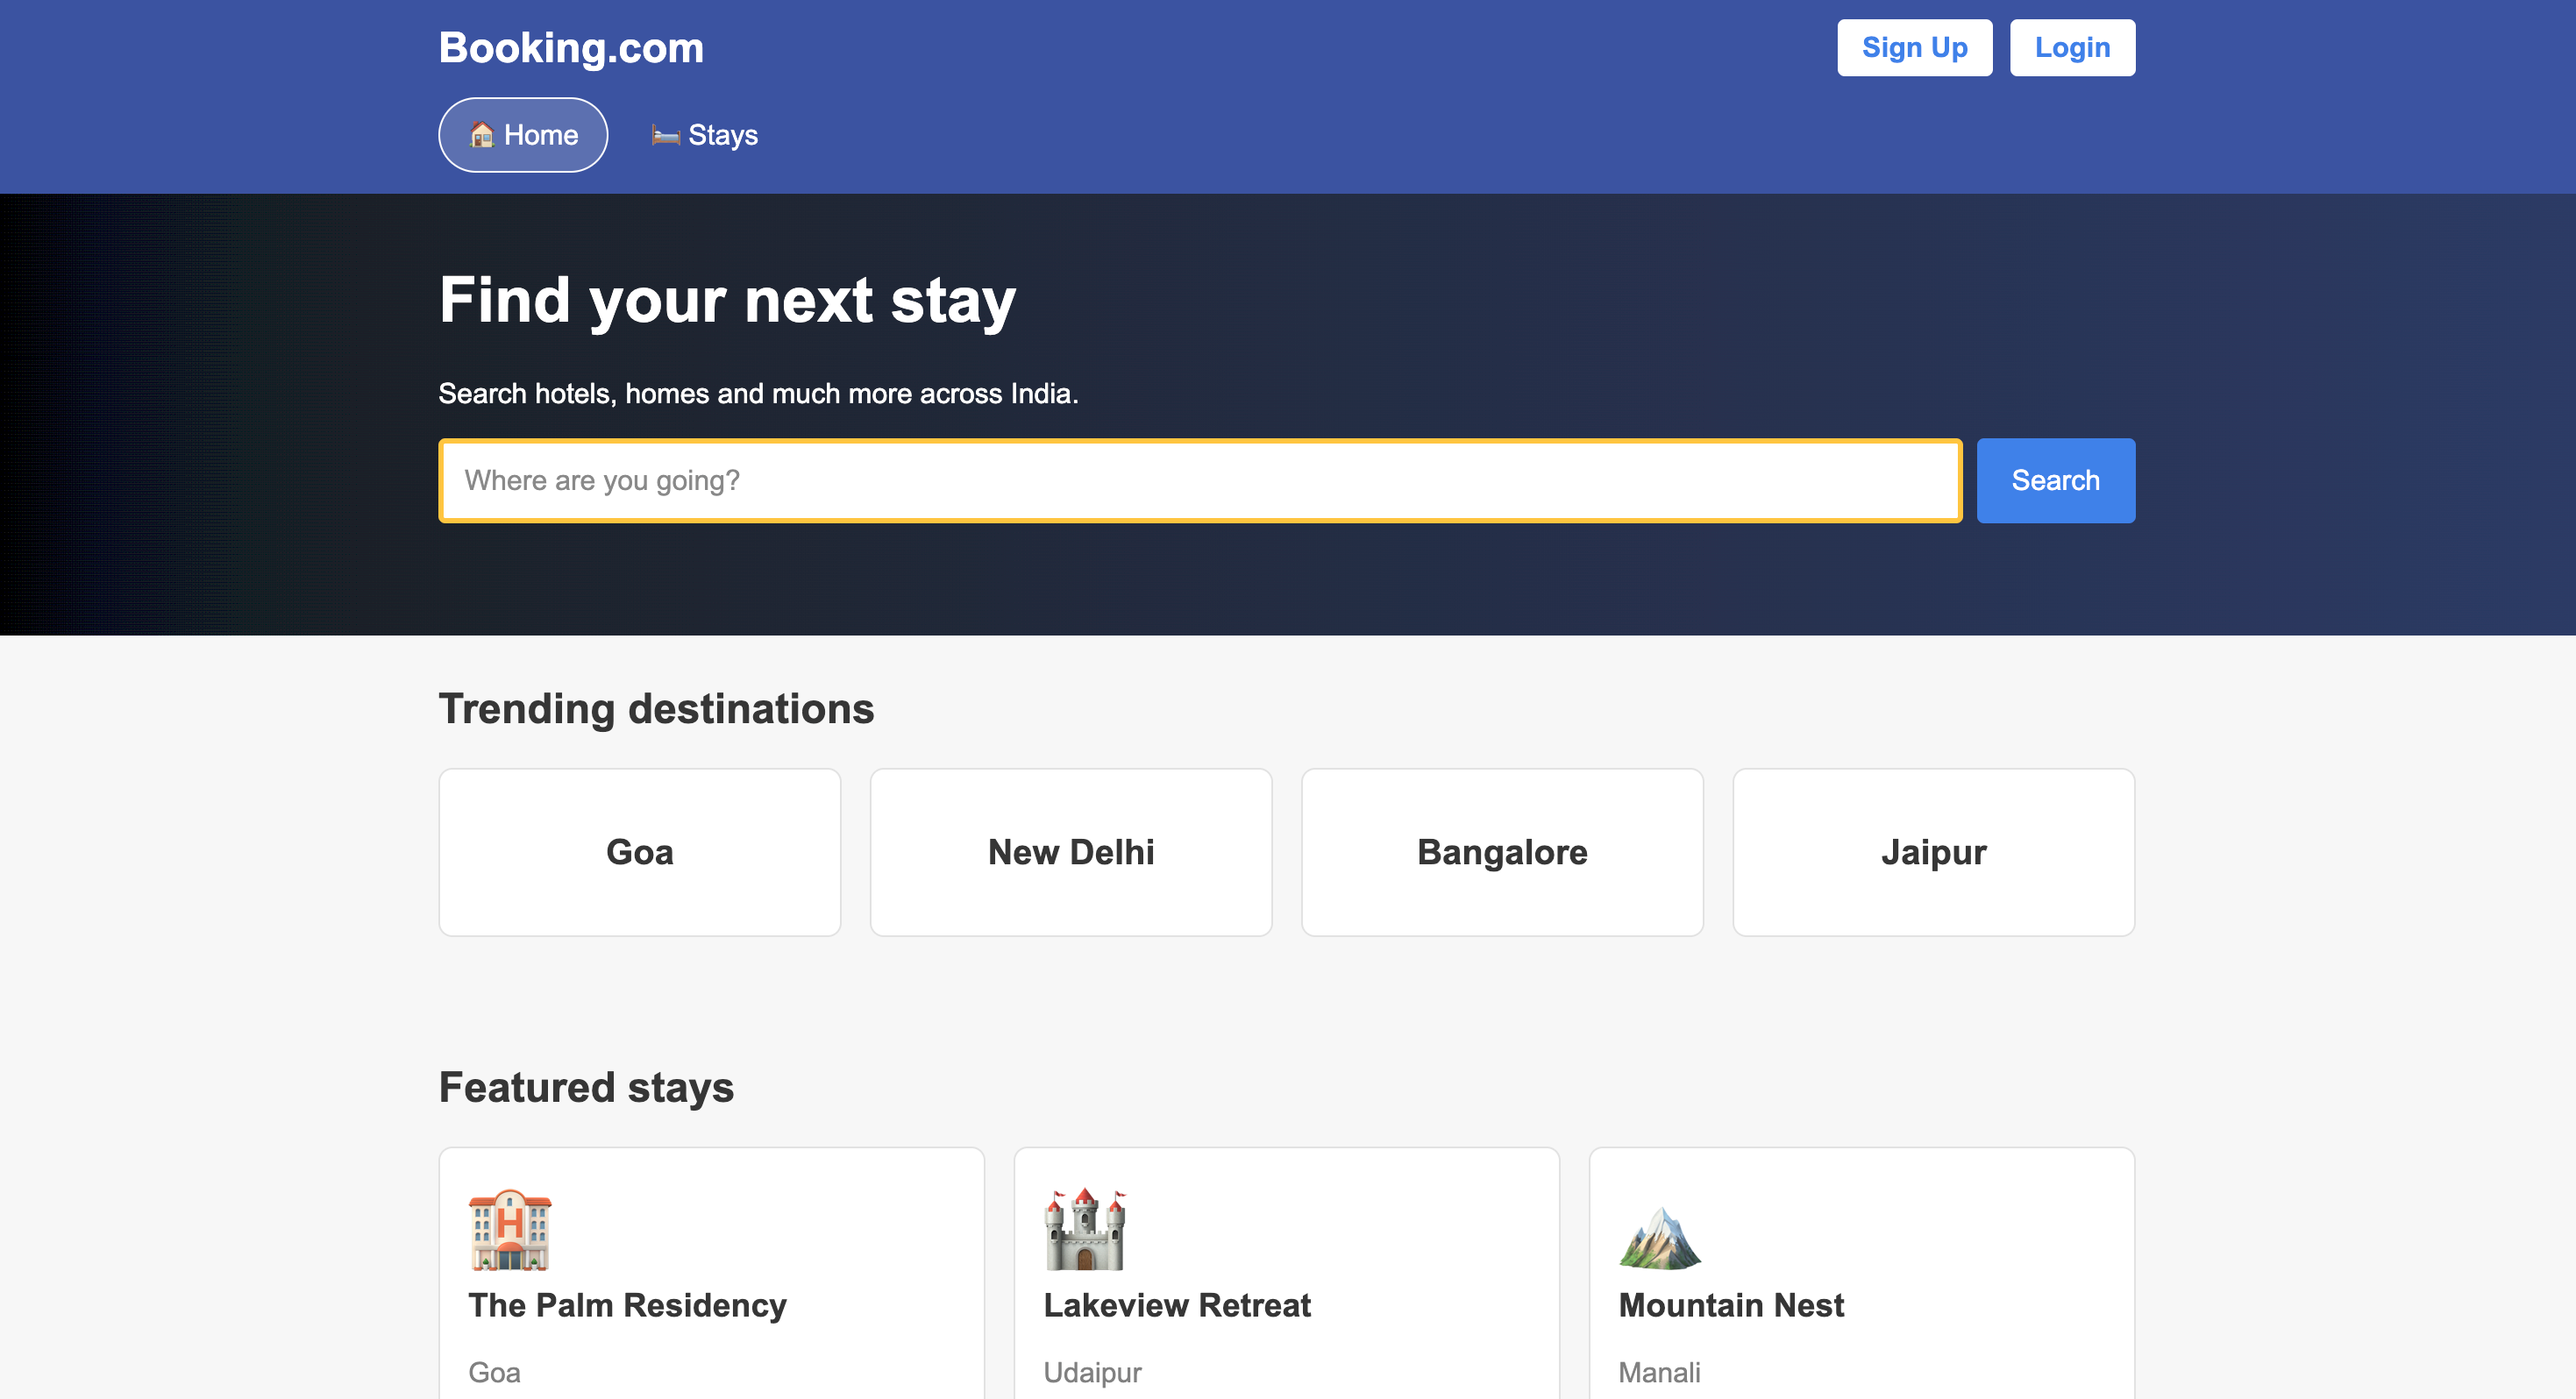 Booking.com
Sign Up
Login
Home
Stays
Find your next stay
Search hotels, homes and much more across India.
Where are you going?
Search
Trending destinations
Goa
New Delhi
Bangalore
Jaipur
Featured stays
H
The Palm Residency
Goa
Lakeview Retreat
Udaipur
Mountain Nest
Manali